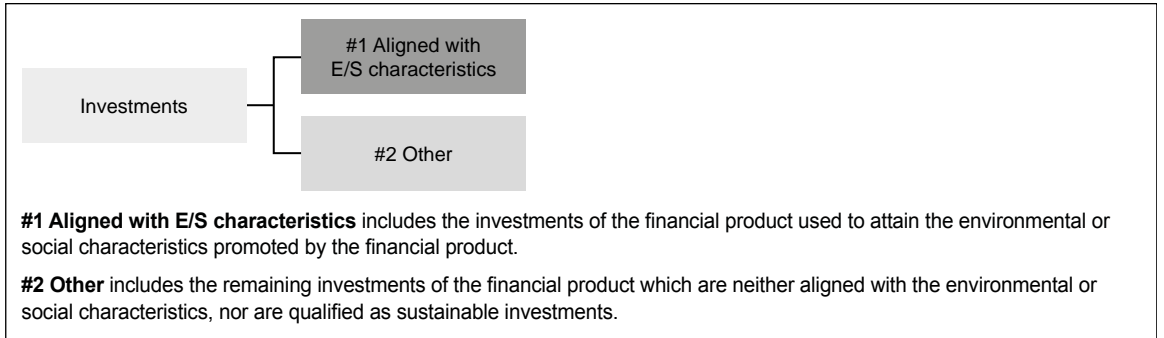 #1 Aligned with
E/S characteristics
Investments
#2 Other
#1 Aligned with E/S characteristics includes the investments of the financial product used to attain the environmental or
social characteristics promoted by the financial product.
#2 Other includes the remaining investments of the financial product which are neither aligned with the environmental or
social characteristics, nor are qualified as sustainable investments.